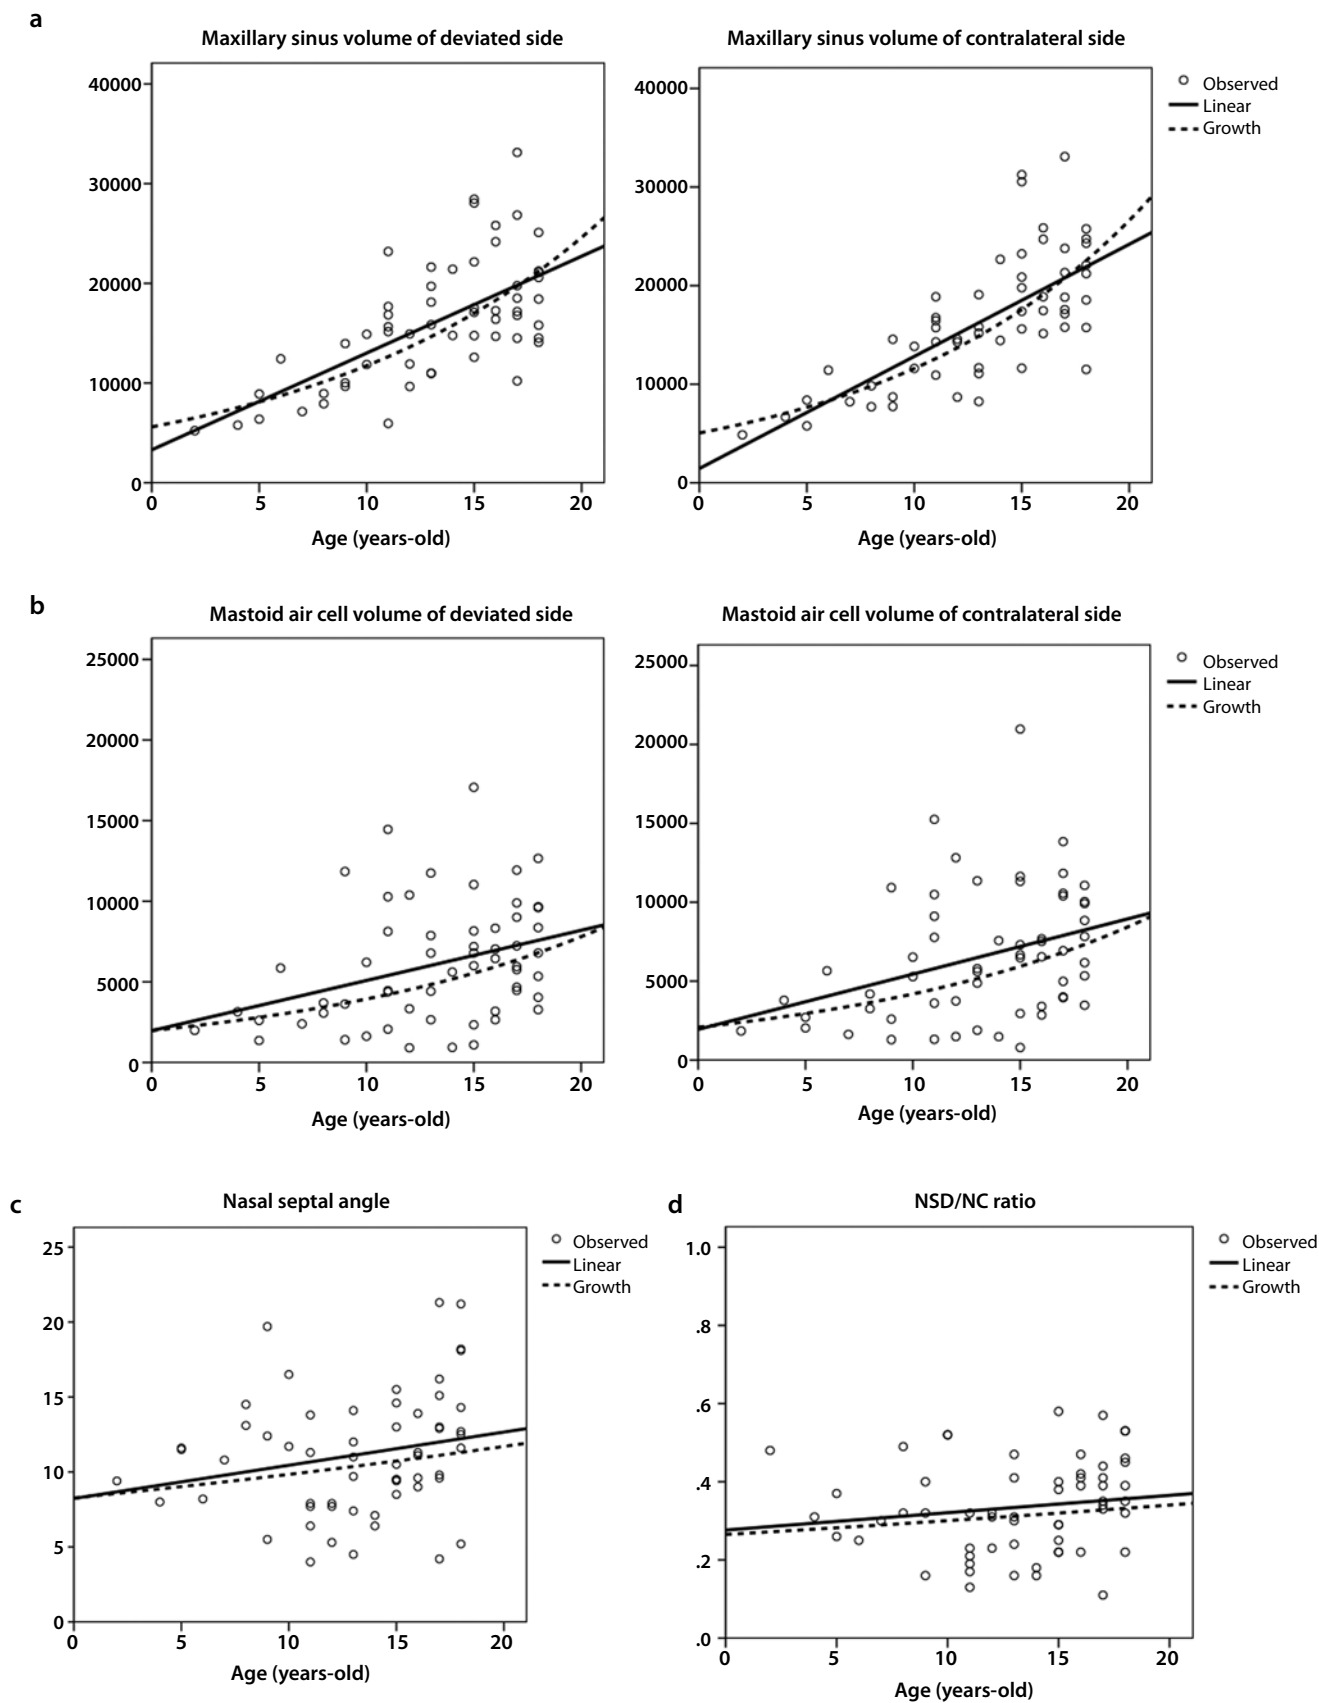 a
Maxillary sinus volume of deviated side
40000
30000
20000
10000
0
0 5 10 15 20
Age (years-old)
Maxillary sinus volume of contralateral side
40000
30000
20000
10000
0
0 5 10 15 20
Age (years-old)
Observed
Linear
Growth
b
Mastoid air cell volume of deviated side
25000
20000
15000
10000
5000
0
0 5 10 15 20
Age (years-old)
Mastoid air cell volume of contralateral side
25000
20000
15000
10000
5000
0
0 5 10 15 20
Age (years-old)
Observed
Linear
Growth
c
Nasal septal angle
25
20
15
10
5
0
0 5 10 15 20
Age (years-old)
Observed
Linear
Growth
d
NSD/NC ratio
1.0
.8
.6
.4
.2
.0
0 5 10 15 20
Age (years-old)
Observed
Linear
Growth